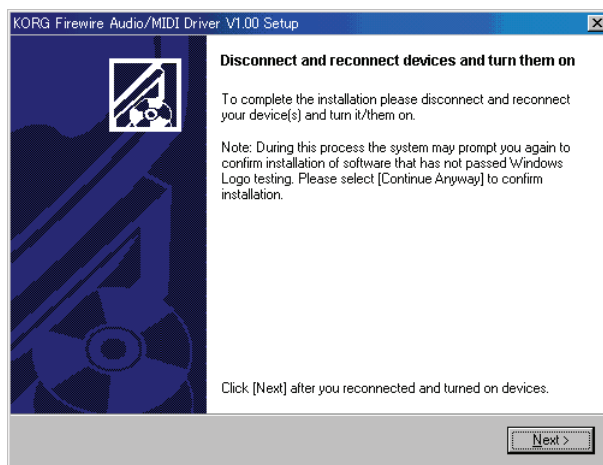 KORG Firewire Audio/MIDI Driver V1.00 Setup
Disconnect and reconnect devices and turn them on
To complete the installation please disconnect and reconnect
your device(s) and turn it/them on.
Note: During this process the system may prompt you again to
confirm installation of software that has not passed Windows
Logo testing. Please select [Continue Anyway] to confirm
installation.
Click [Next] after you reconnected and turned on devices.
Next >